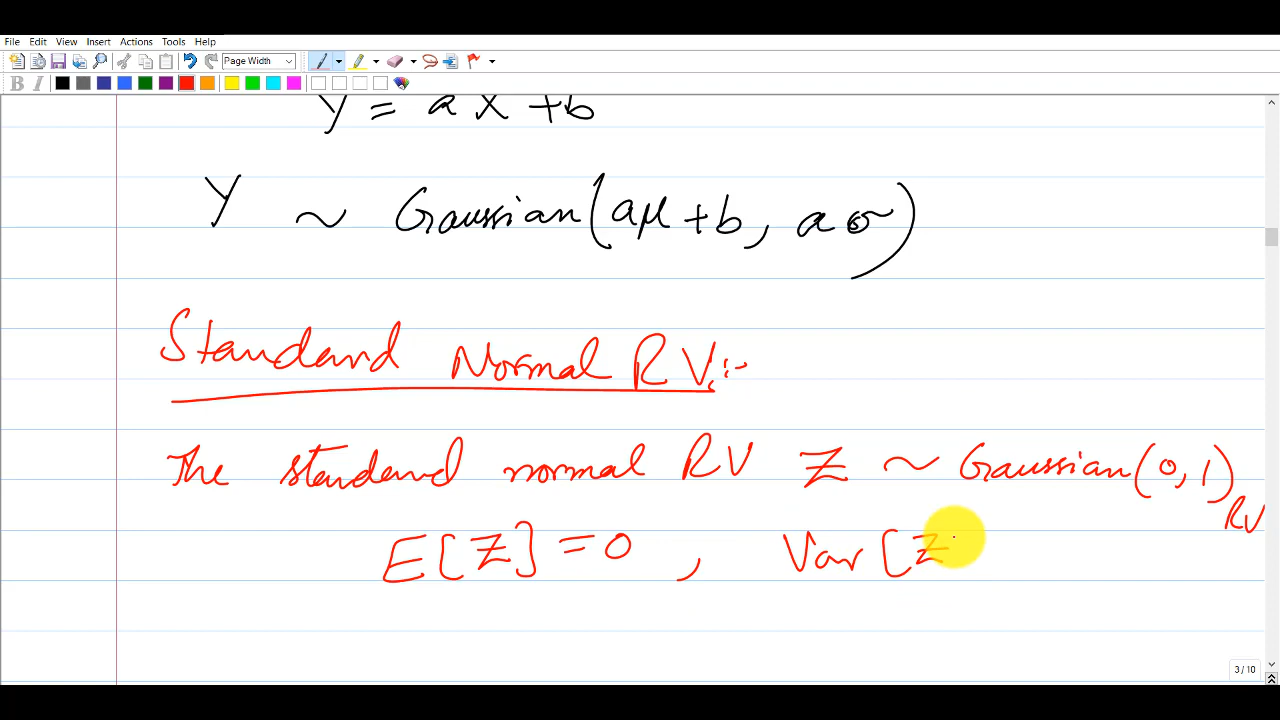 File Edit View Insert Actions Tools Help
Page Width
B I
Y = aX + b
Y ~ Gaussian(aμ + b, aσ)
Standard Normal RV:-
The standard normal RV Z ~ Gaussian(0,1) RV
E[Z] = 0 , Var[Z
3 / 10